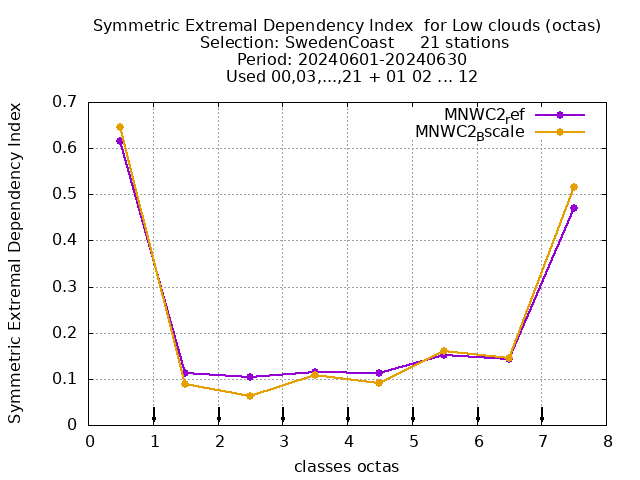 Symmetric Extremal Dependency Index  for Low clouds (octas)
Selection: SwedenCoast     21 stations
Period: 20240601-20240630
Used 00,03,...,21 + 01 02 ... 12
MNWC2ref
MNWC2Bscale
Symmetric Extremal Dependency Index
0.7
0.6
0.5
0.4
0.3
0.2
0.1
0
0 1 2 3 4 5 6 7 8
classes octas